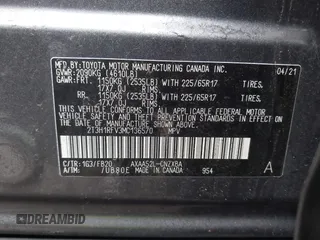 MFD. BY: TOYOTA MOTOR MANUFACTURING CANADA INC. 04/21
GVWR: 2090KG (4610LB)
GAWR: FRT. 1150KG (2535LB) WITH 225/65R17 TIRES,
17X7.0J RIMS,
RR. 1150KG (2535LB) WITH 225/65R17 TIRES,
17X7.0J RIMS,
THIS VEHICLE CONFORMS TO ALL APPLICABLE FEDERAL MOTOR
VEHICLE SAFETY, AND THEFT PREVENTION STANDARDS IN EFFECT ON
THE DATE OF MANUFACTURE SHOWN ABOVE.
2T3H1RFV3MC136570 MPV
C/TR: 1G3/FB20 AXAA52L-CNZXBA A
A/TM: /UB80E MADE IN CANADA 954
DREAMBID